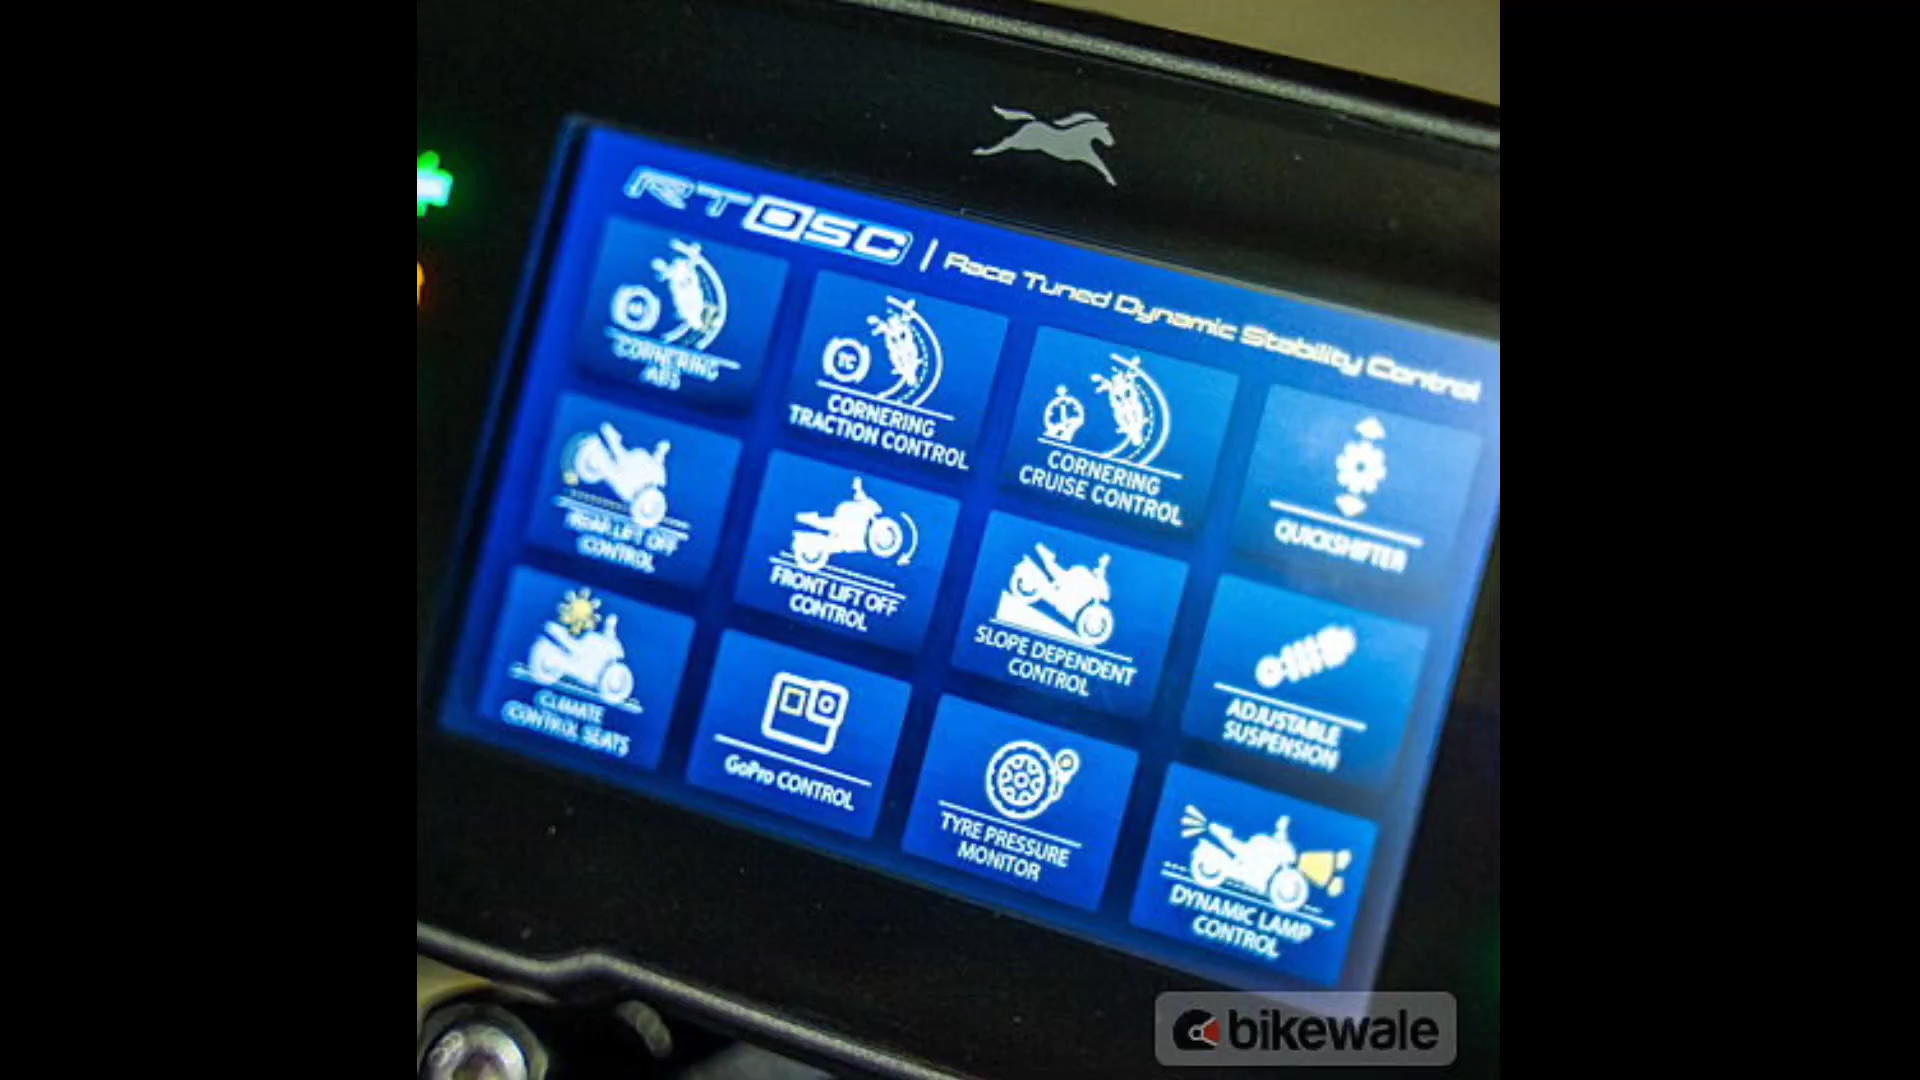 RTDSC | Race Tuned Dynamic Stability Control
CORNERING
ABS
TC
CORNERING
TRACTION CONTROL
CORNERING
CRUISE CONTROL
QUICKSHIFTER
REAR LIFT OFF
CONTROL
FRONT LIFT OFF
CONTROL
SLOPE DEPENDENT
CONTROL
ADJUSTABLE
SUSPENSION
CLIMATE
CONTROL SEATS
GoPro CONTROL
TYRE PRESSURE
MONITOR
DYNAMIC LAMP
CONTROL
bikewale